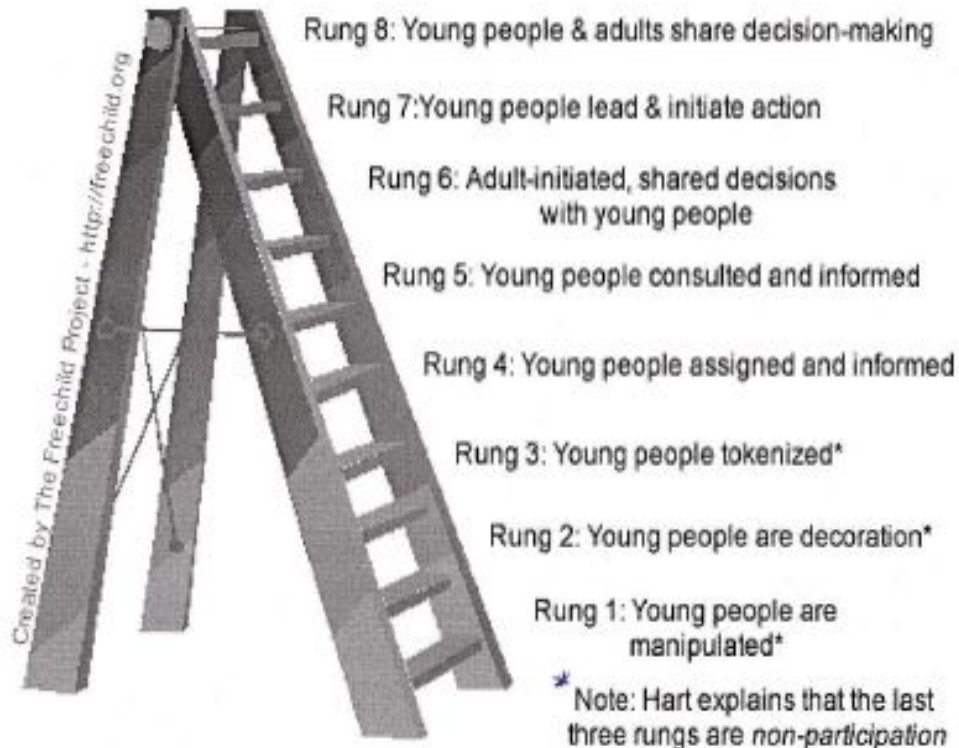 Rung 8: Young people & adults share decision-making
Rung 7:Young people lead & initiate action
Rung 6: Adult-initiated, shared decisions
with young people
Rung 5: Young people consulted and informed
Rung 4: Young people assigned and informed
Rung 3: Young people tokenized*
Rung 2: Young people are decoration*
Rung 1: Young people are
manipulated*
* Note: Hart explains that the last
three rungs are non-participation
Created by The Freechild Project - http://freechild.org